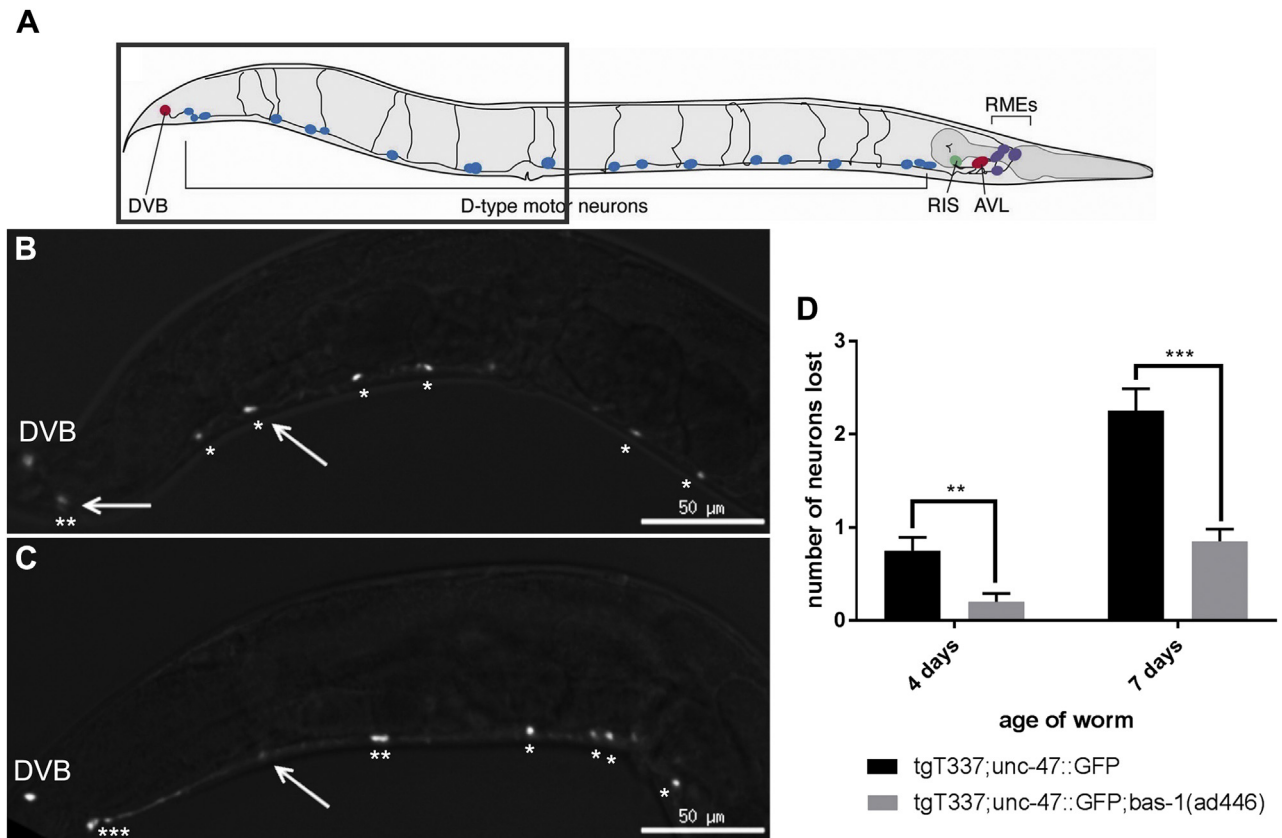 A
RMEs
DVB
D-type motor neurons
RIS
AVL
B
DVB
*
*
*
*
*
*
**
50 µm
C
DVB
***
**
*
*
*
*
50 µm
D
number of neurons lost
3
2
1
0
**
***
4 days
7 days
age of worm
tgT337;unc-47::GFP
tgT337;unc-47::GFP;bas-1(ad446)